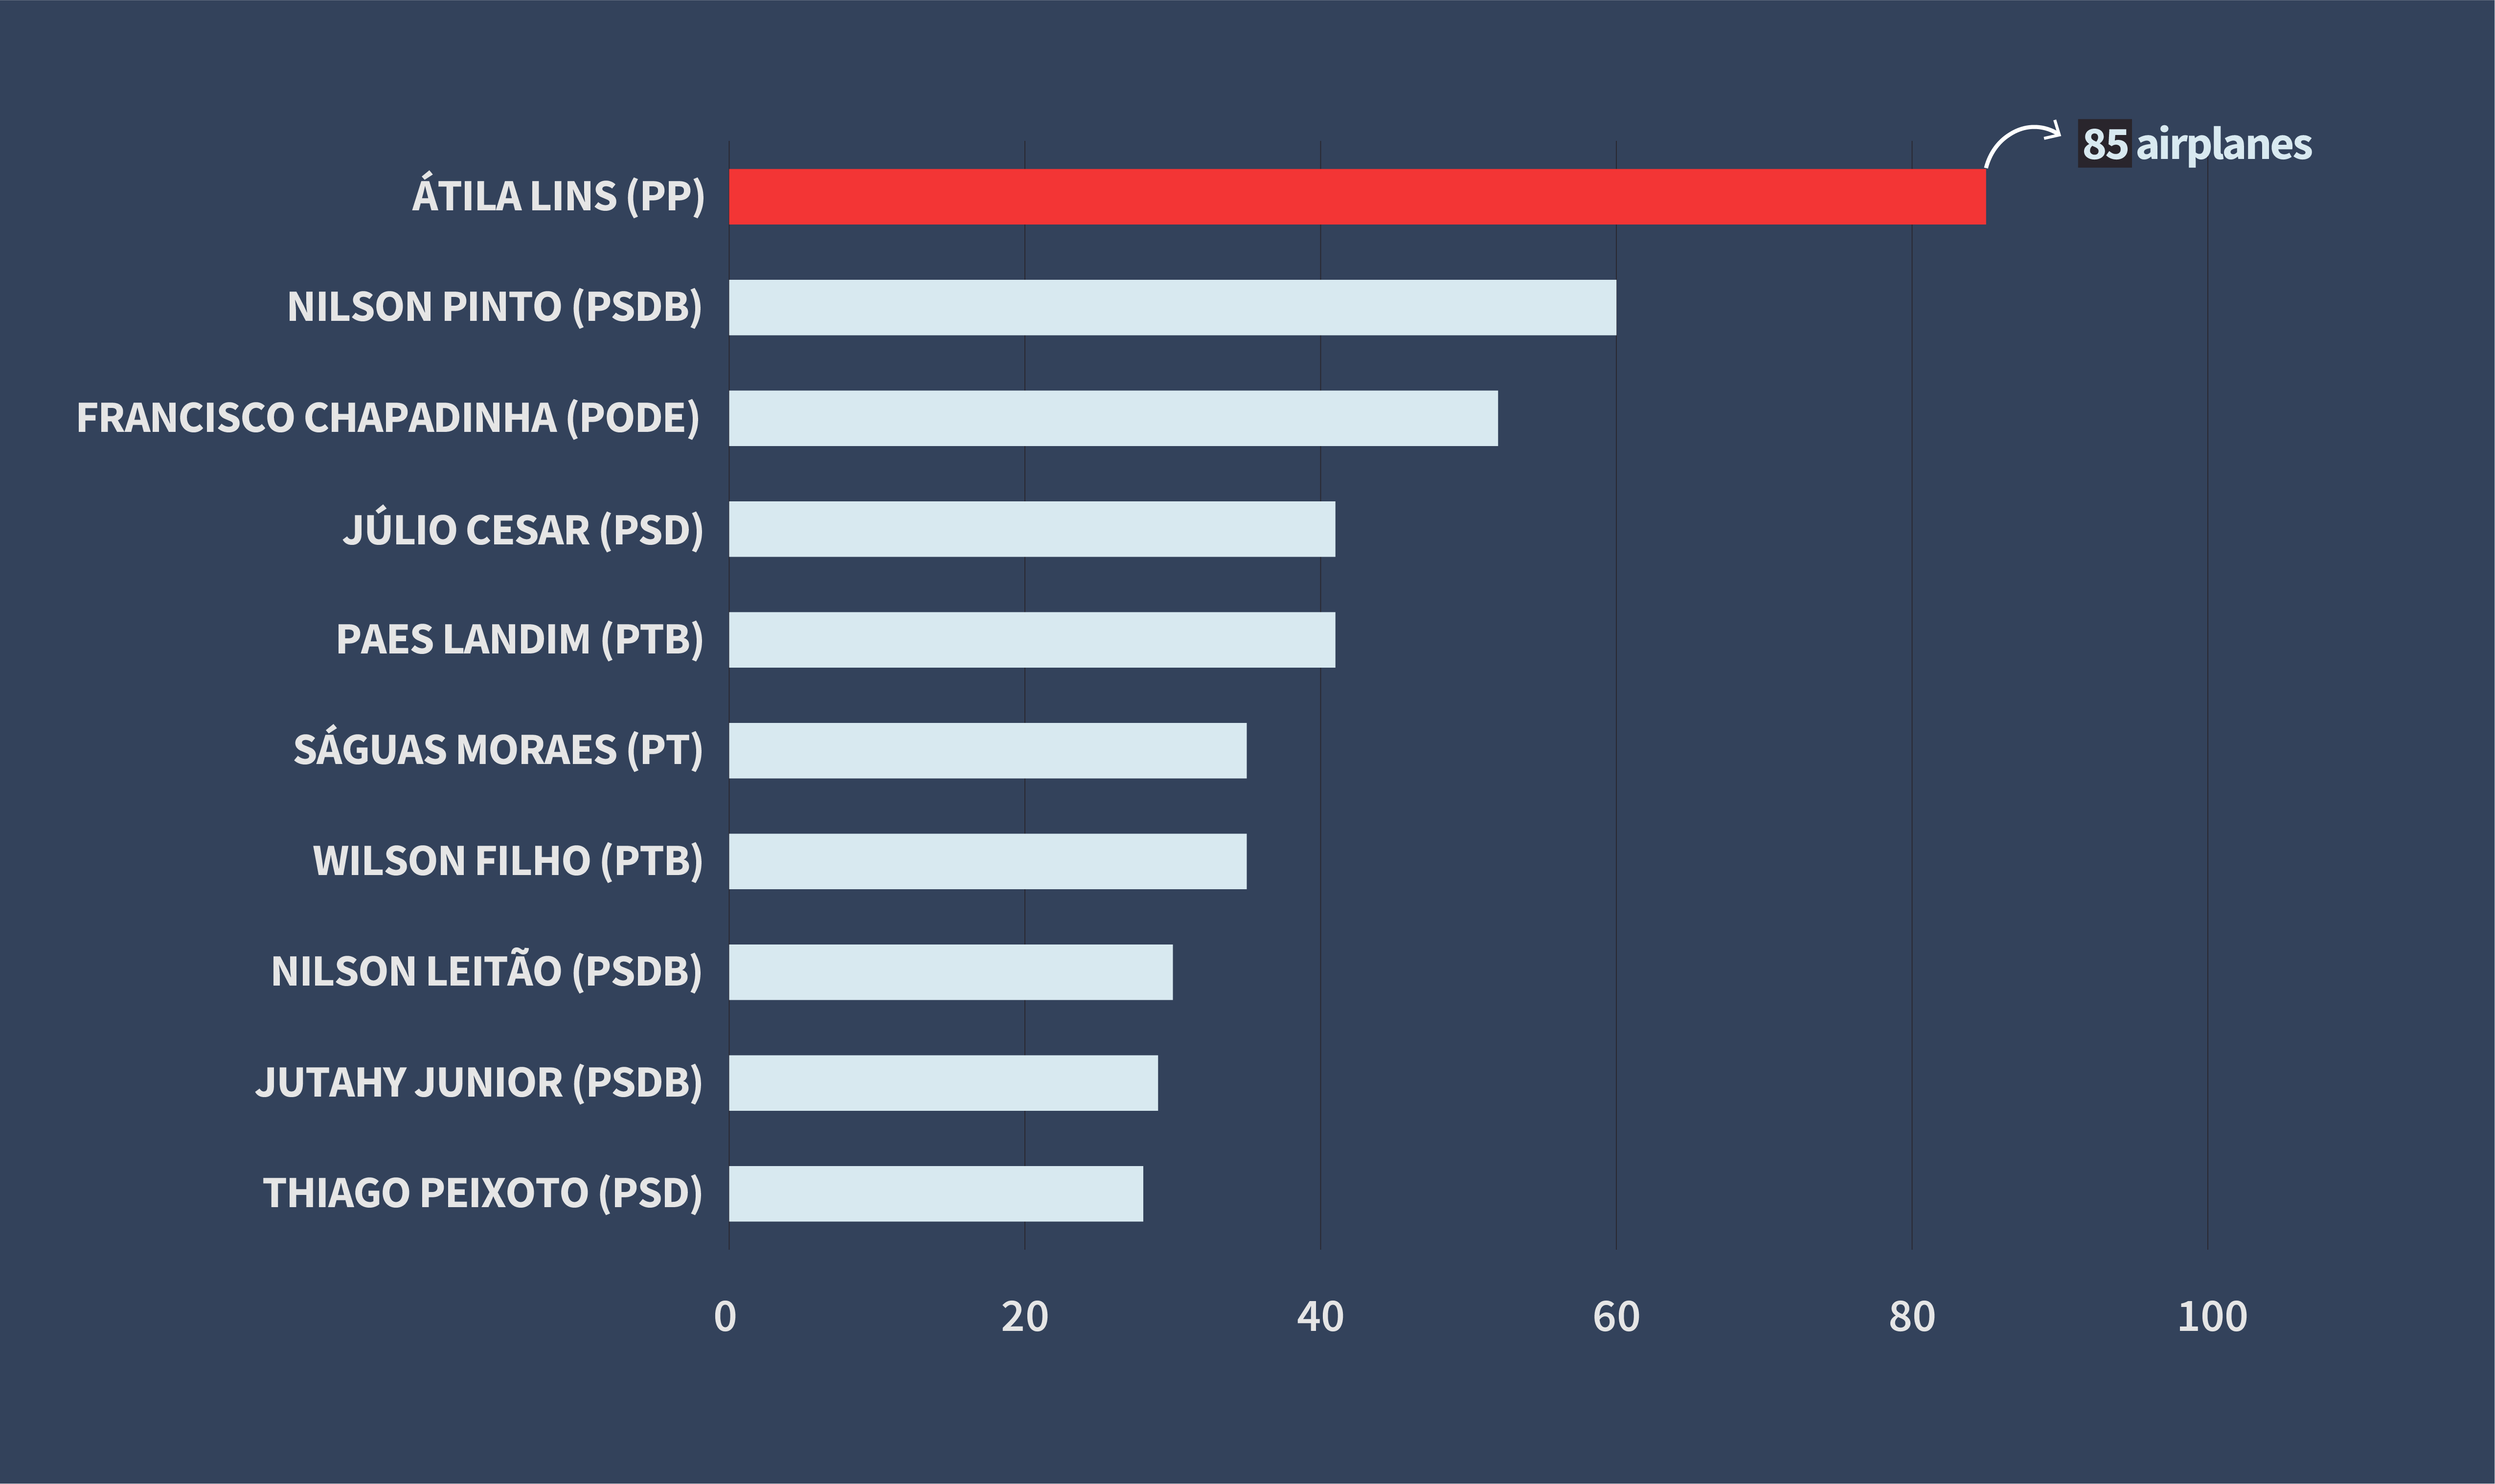 85 airplanes
ÁTILA LINS (PP)
NILSON PINTO (PSDB)
FRANCISCO CHAPADINHA (PODE)
JÚLIO CESAR (PSD)
PAES LANDIM (PTB)
SÁGUAS MORAES (PT)
WILSON FILHO (PTB)
NILSON LEITÃO (PSDB)
JUTAHY JUNIOR (PSDB)
THIAGO PEIXOTO (PSD)
0 20 40 60 80 100